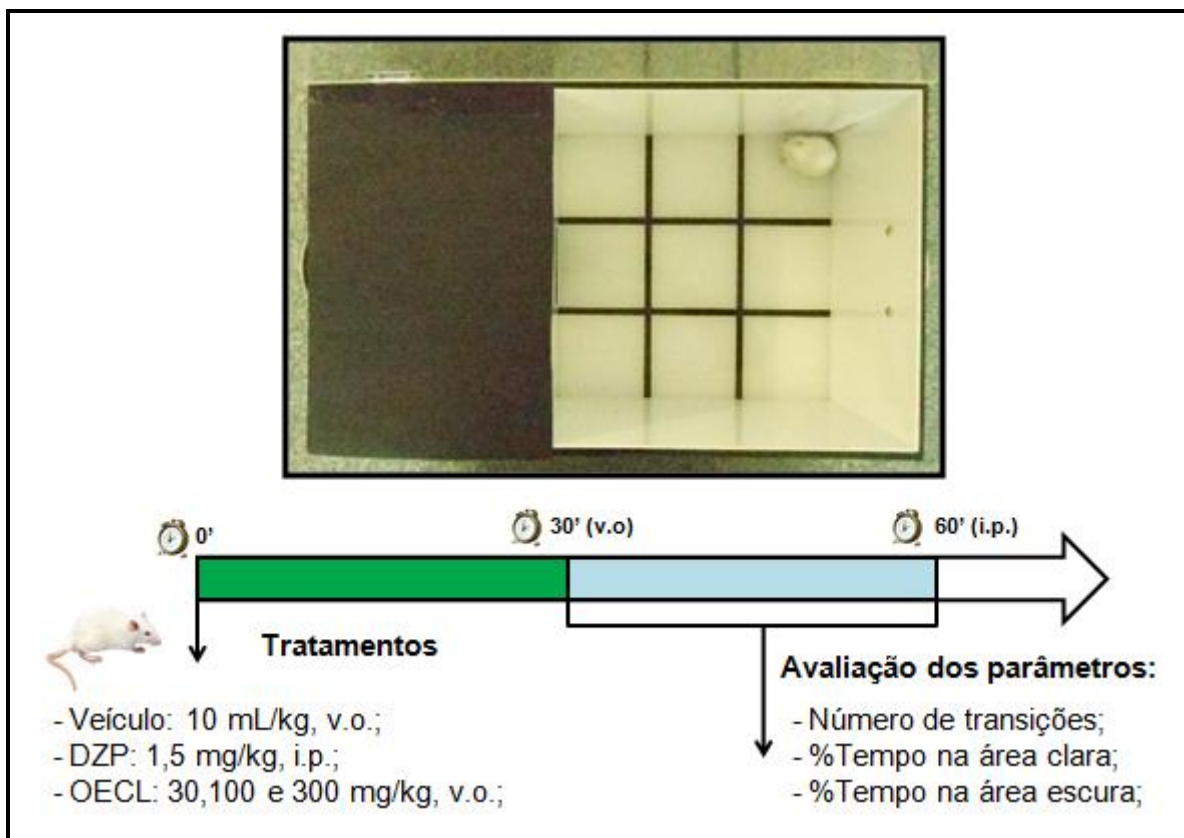 0'
30' (v.o)
60' (i.p.)
Tratamentos
- Veículo: 10 mL/kg, v.o.;
- DZP: 1,5 mg/kg, i.p.;
- OECL: 30,100 e 300 mg/kg, v.o.;
Avaliação dos parâmetros:
- Número de transições;
- %Tempo na área clara;
- %Tempo na área escura;